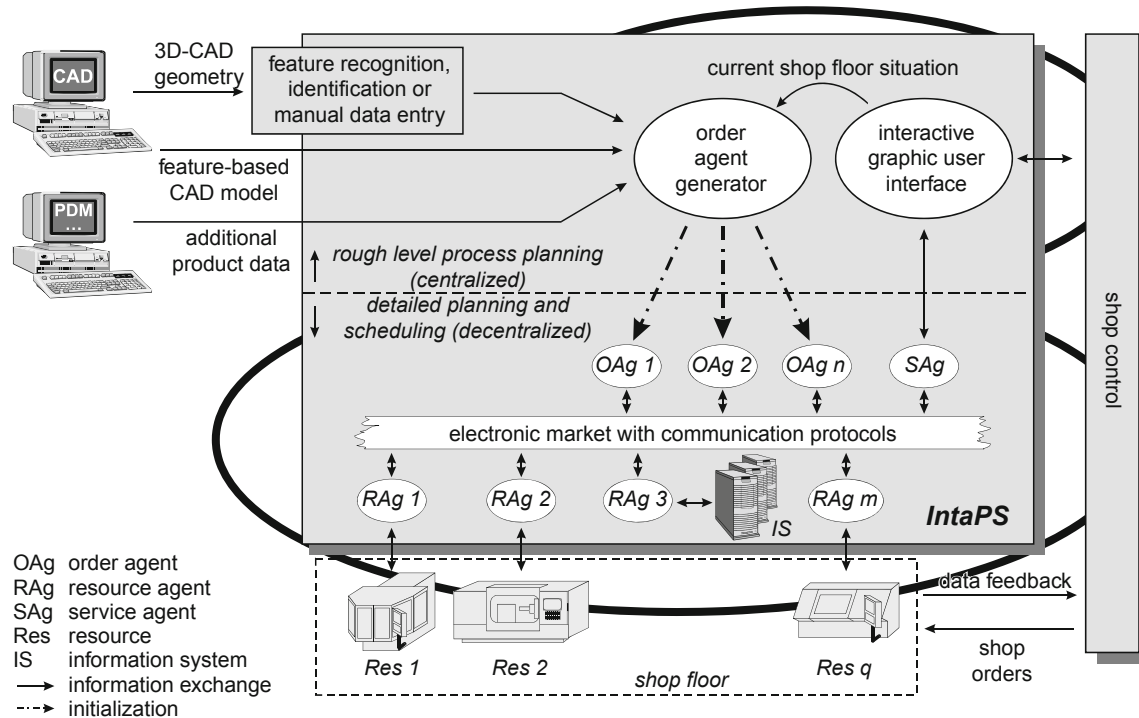 CAD
3D-CAD
geometry
feature recognition,
identification or
manual data entry
current shop floor situation
order
agent
generator
interactive
graphic user
interface
feature-based
CAD model
PDM
...
additional
product data
rough level process planning
(centralized)
detailed planning and
scheduling (decentralized)
shop control
OAg 1
OAg 2
OAg n
SAg
electronic market with communication protocols
RAg 1
RAg 2
RAg 3
IS
RAg m
IntaPS
OAg order agent
RAg resource agent
SAg service agent
Res resource
IS information system
information exchange
initialization
Res 1
Res 2
Res q
shop floor
data feedback
shop
orders